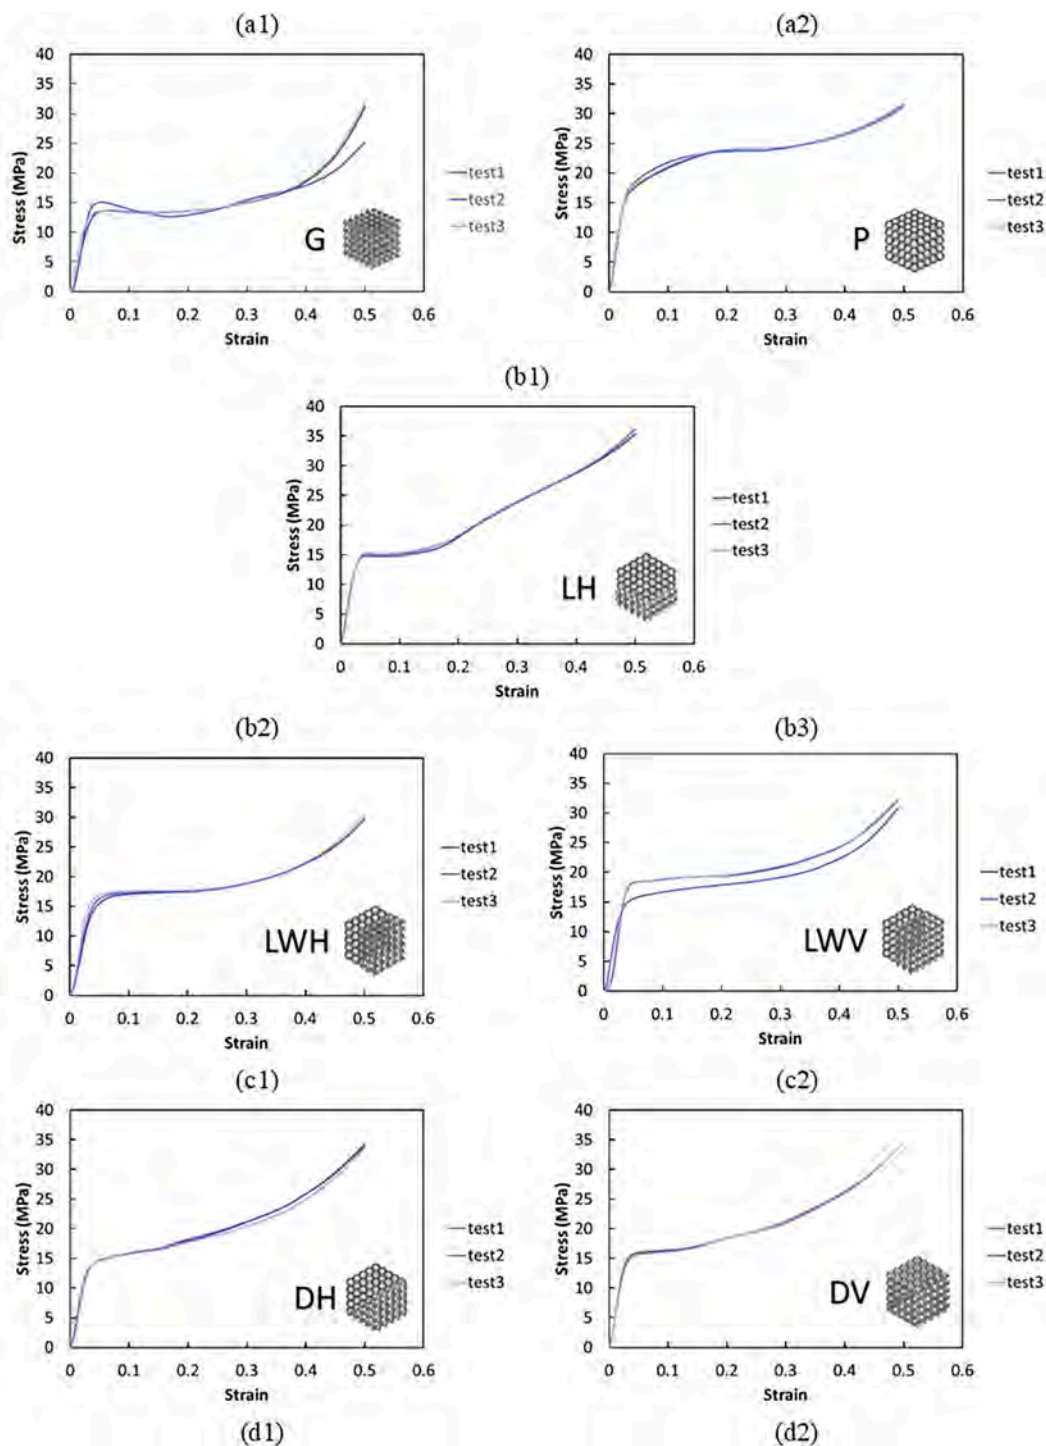 (a1)
(a2)
40
35
30
25
20
15
10
5
0
Stress (MPa)
0 0.1 0.2 0.3 0.4 0.5 0.6
Strain
test1
test2
test3
G
40
35
30
25
20
15
10
5
0
Stress (MPa)
0 0.1 0.2 0.3 0.4 0.5 0.6
Strain
test1
test2
test3
P
(b1)
40
35
30
25
20
15
10
5
0
Stress (MPa)
0 0.1 0.2 0.3 0.4 0.5 0.6
Strain
test1
test2
test3
LH
(b2)
(b3)
40
35
30
25
20
15
10
5
0
Stress (MPa)
0 0.1 0.2 0.3 0.4 0.5 0.6
Strain
test1
test2
test3
LWH
40
35
30
25
20
15
10
5
0
Stress (MPa)
0 0.1 0.2 0.3 0.4 0.5 0.6
Strain
test1
test2
test3
LWV
(c1)
(c2)
40
35
30
25
20
15
10
5
0
Stress (MPa)
0 0.1 0.2 0.3 0.4 0.5 0.6
Strain
test1
test2
test3
DH
40
35
30
25
20
15
10
5
0
Stress (MPa)
0 0.1 0.2 0.3 0.4 0.5 0.6
Strain
test1
test2
test3
DV
(d1)
(d2)